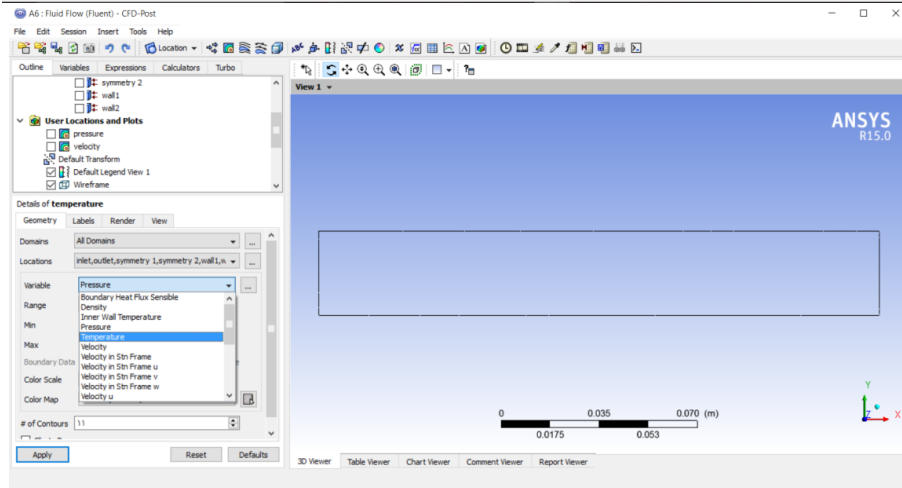 A6 : Fluid Flow (Fluent) - CFD-Post
File Edit Session Insert Tools Help
Location
Outline Variables Expressions Calculators Turbo
symmetry 2
wall1
wall2
User Locations and Plots
pressure
velocity
Default Transform
Default Legend View 1
Wireframe
Details of temperature
Geometry Labels Render View
Domains All Domains ...
Locations inlet,outlet,symmetry 1,symmetry 2,wall1,w ...
Variable Pressure ...
Boundary Heat Flux Sensible
Density
Range
Inner Wall Temperature
Min
Pressure
Temperature
Max
Velocity
Boundary Data
Velocity in Stn Frame
Velocity in Stn Frame u
Color Scale
Velocity in Stn Frame v
Velocity in Stn Frame w
Color Map
Velocity u
# of Contours 11
Apply Reset Defaults
View 1
ANSYS
R15.0
0 0.035 0.070 (m)
0.0175 0.053
Y
Z X
3D Viewer Table Viewer Chart Viewer Comment Viewer Report Viewer